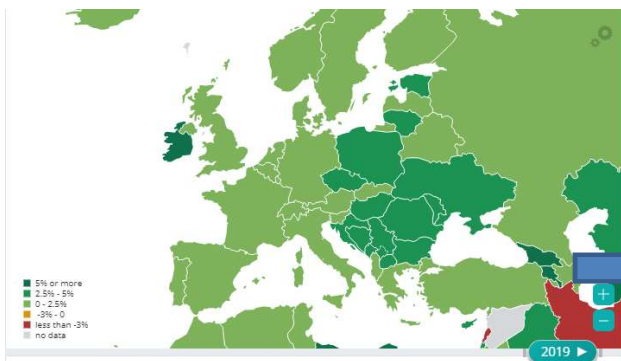 5% or more
2.5% - 5%
0 - 2.5%
-3% - 0
less than -3%
no data
+
−
2019 ▶